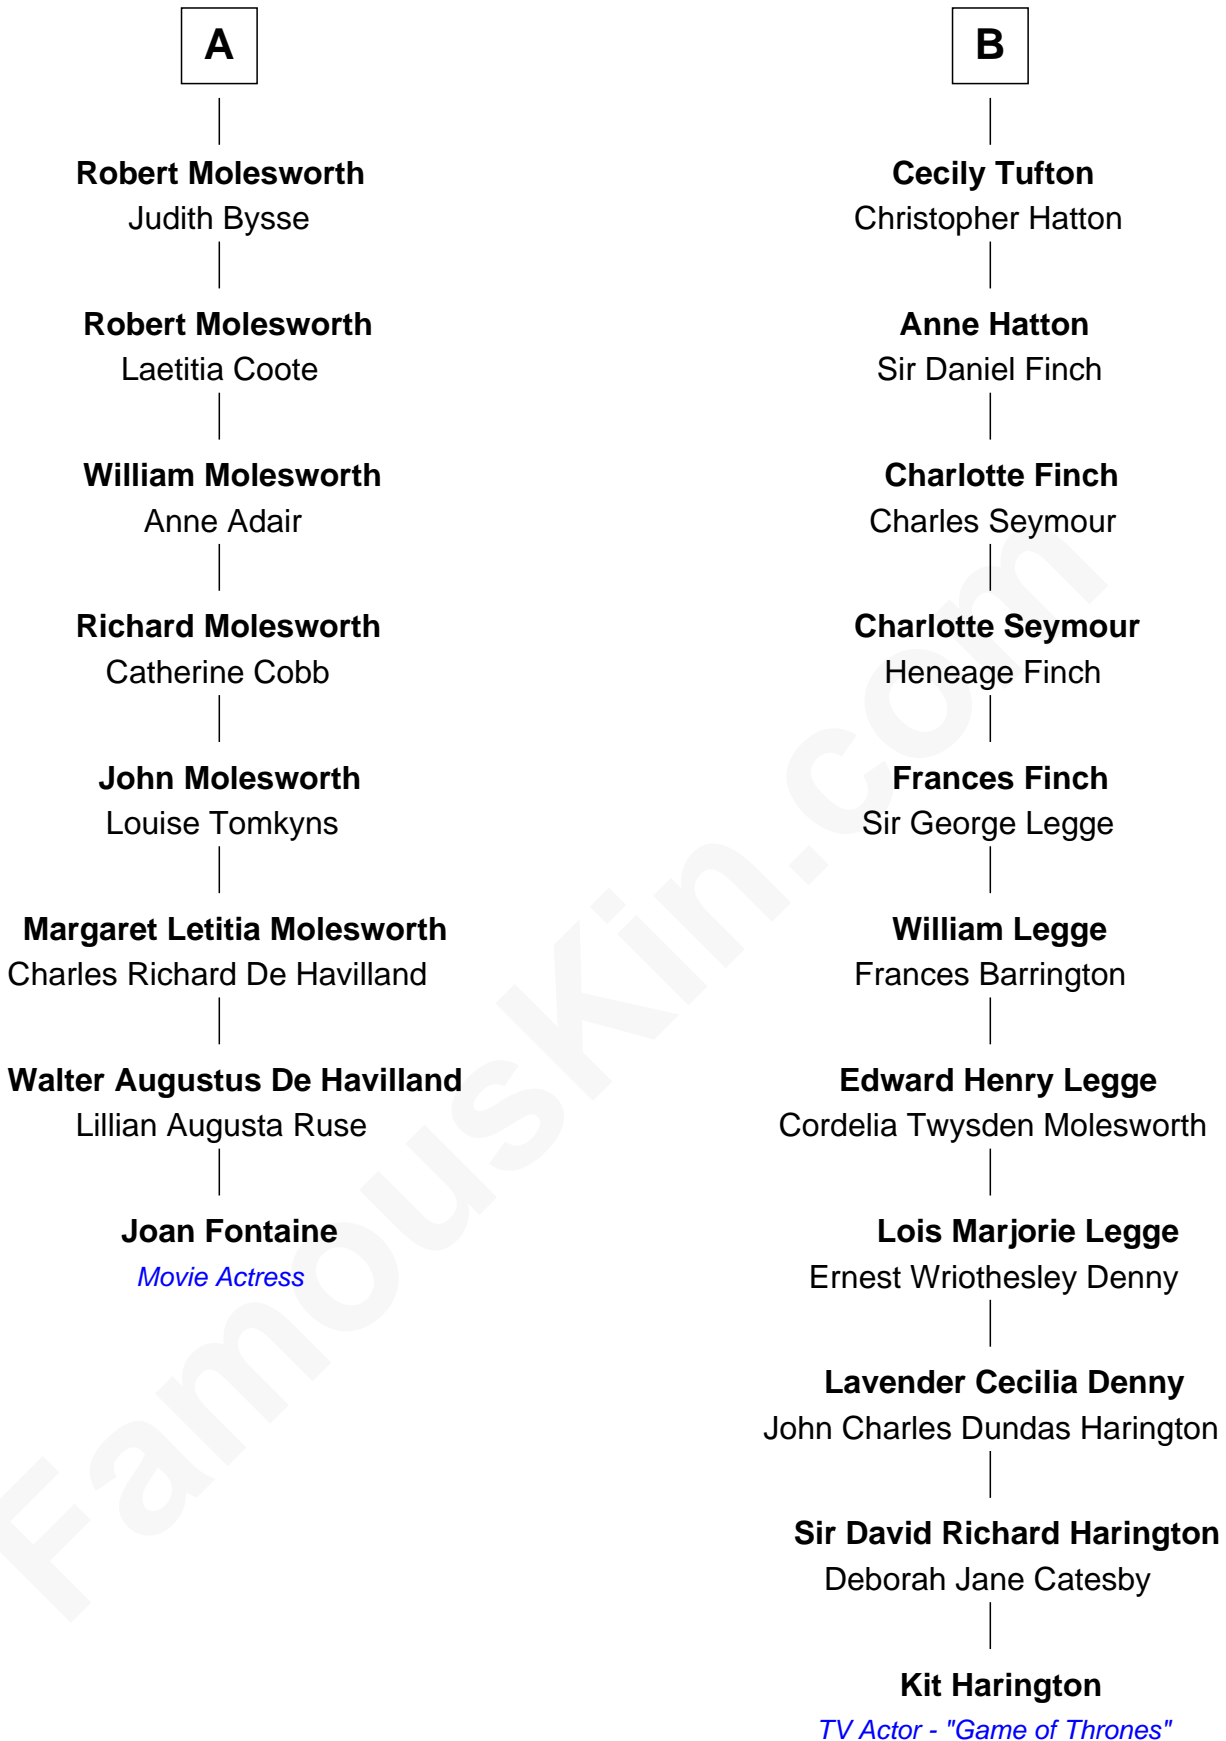 A
Robert Molesworth
Judith Bysse
Robert Molesworth
Laetitia Coote
William Molesworth
Anne Adair
Richard Molesworth
Catherine Cobb
John Molesworth
Louise Tomkyns
Margaret Letitia Molesworth
Charles Richard De Havilland
Walter Augustus De Havilland
Lillian Augusta Ruse
Joan Fontaine
Movie Actress
B
Cecily Tufton
Christopher Hatton
Anne Hatton
Sir Daniel Finch
Charlotte Finch
Charles Seymour
Charlotte Seymour
Heneage Finch
Frances Finch
Sir George Legge
William Legge
Frances Barrington
Edward Henry Legge
Cordelia Twysden Molesworth
Lois Marjorie Legge
Ernest Wriothesley Denny
Lavender Cecilia Denny
John Charles Dundas Harington
Sir David Richard Harington
Deborah Jane Catesby
Kit Harington
TV Actor - "Game of Thrones"
FamousKin.com